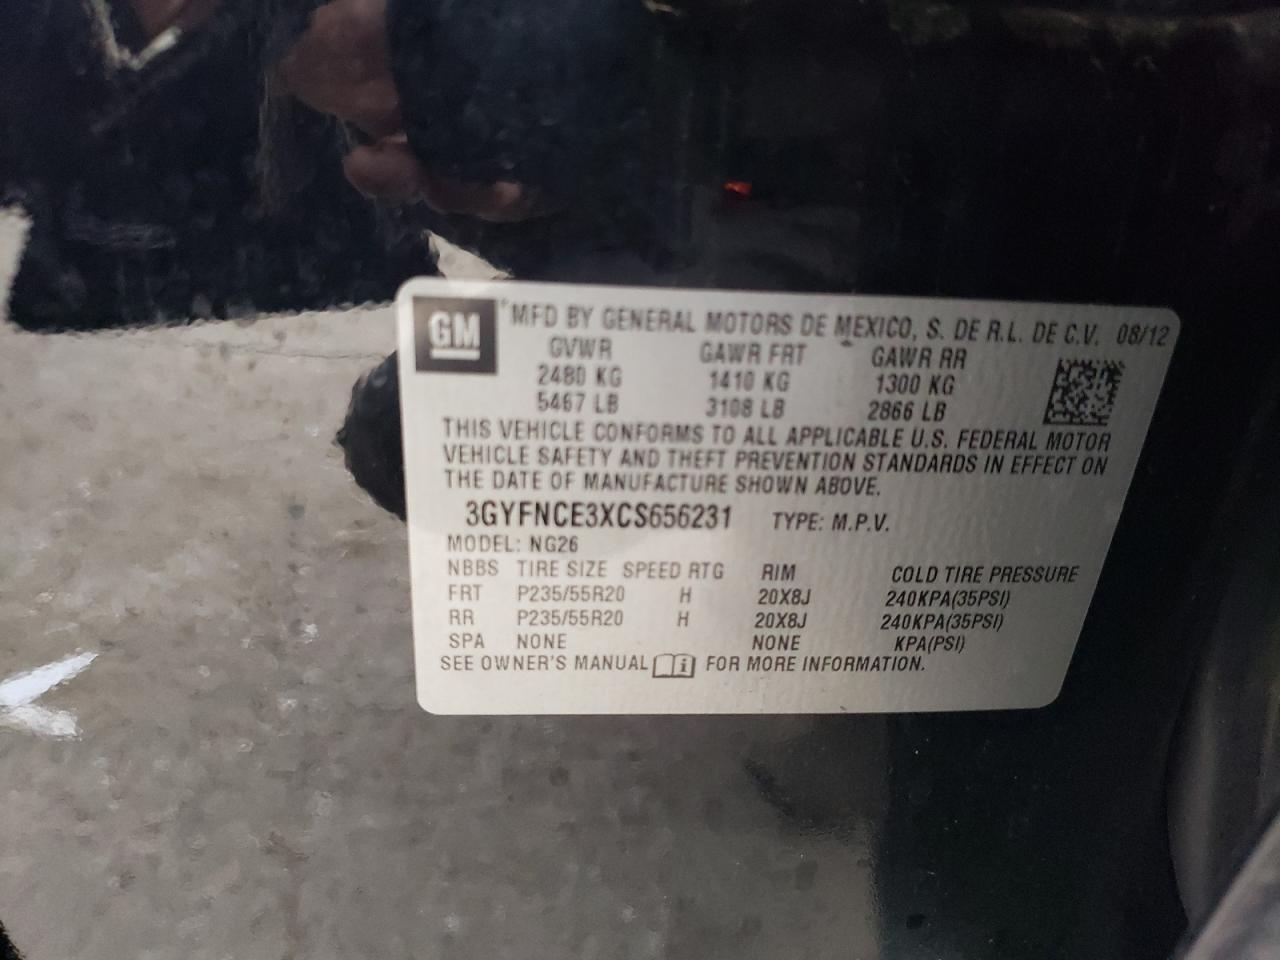 GM
MFD BY GENERAL MOTORS DE MEXICO, S. DE R.L. DE C.V. 08/12
GVWR GAWR FRT GAWR RR
2480 KG 1410 KG 1300 KG
5467 LB 3108 LB 2866 LB
THIS VEHICLE CONFORMS TO ALL APPLICABLE U.S. FEDERAL MOTOR
VEHICLE SAFETY AND THEFT PREVENTION STANDARDS IN EFFECT ON
THE DATE OF MANUFACTURE SHOWN ABOVE.
3GYFNCE3XCS656231 TYPE: M.P.V.
MODEL: NG26
NBBS TIRE SIZE SPEED RTG RIM COLD TIRE PRESSURE
FRT P235/55R20 H 20X8J 240KPA(35PSI)
RR P235/55R20 H 20X8J 240KPA(35PSI)
SPA NONE NONE KPA(PSI)
SEE OWNER'S MANUAL FOR MORE INFORMATION.